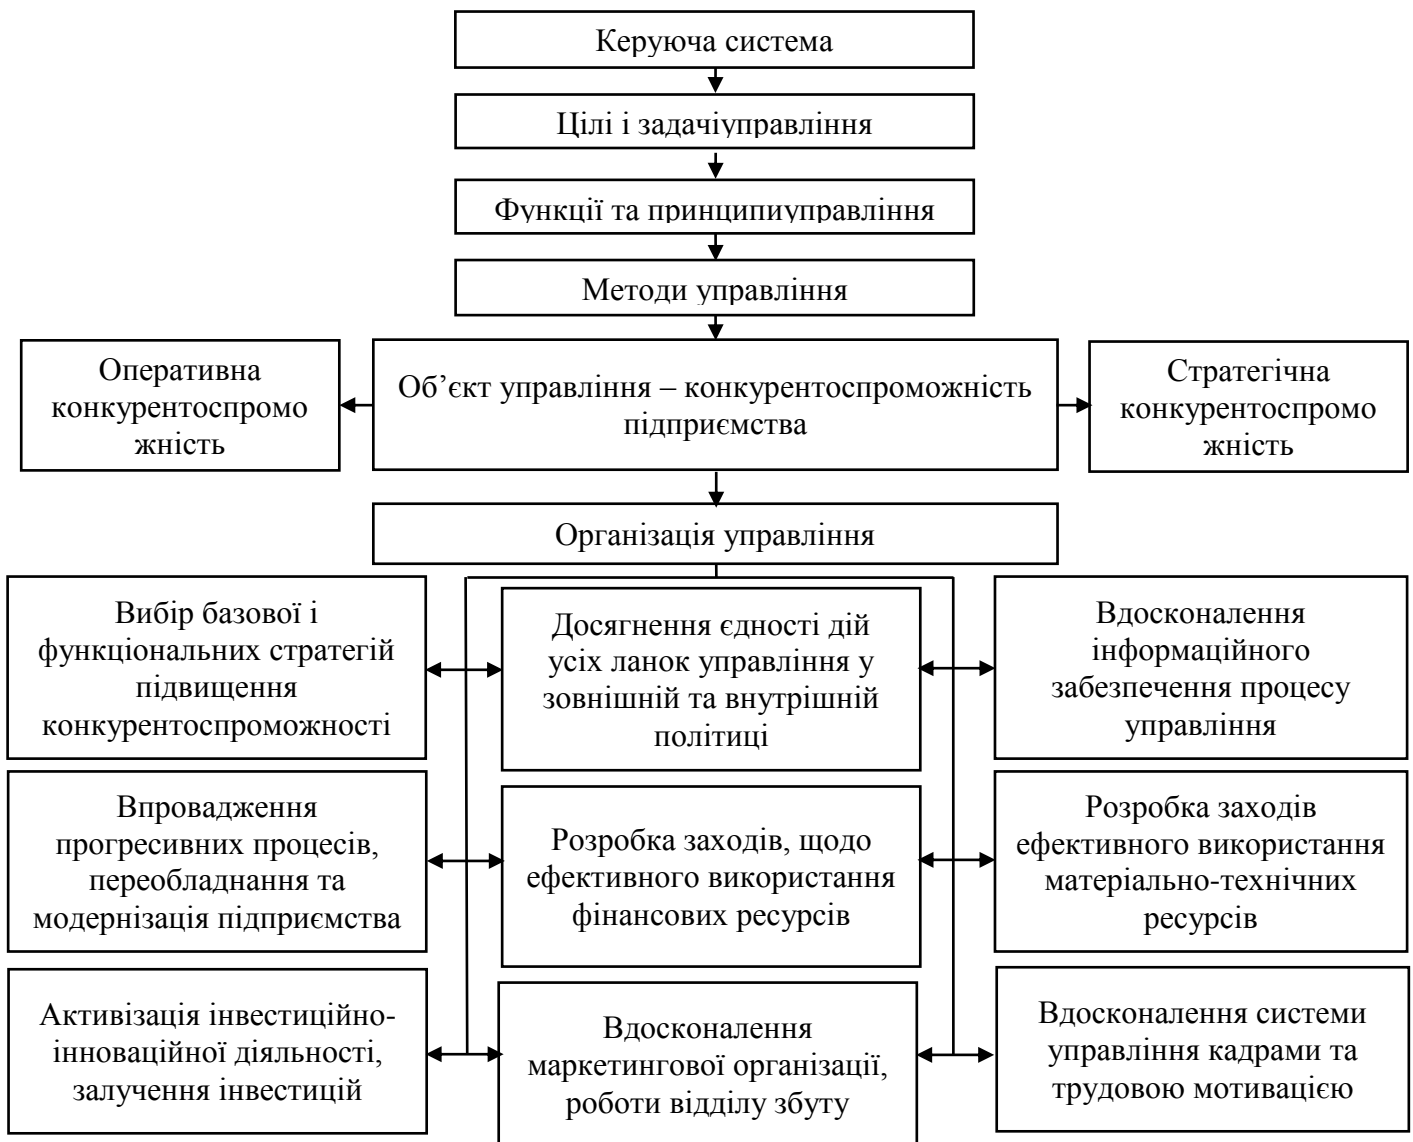 Керуюча система
Цілі і задачіуправління
Функції та принципиуправління
Методи управління
Оперативна
конкурентоспромо
жність
Об’єкт управління – конкурентоспроможність
підприємства
Стратегічна
конкурентоспромо
жність
Організація управління
Вибір базової і
функціональних стратегій
підвищення
конкурентоспроможності
Досягнення єдності дій
усіх ланок управління у
зовнішній та внутрішній
політиці
Вдосконалення
інформаційного
забезпечення процесу
управління
Впровадження
прогресивних процесів,
переобладнання та
модернізація підприємства
Розробка заходів, щодо
ефективного використання
фінансових ресурсів
Розробка заходів
ефективного використання
матеріально-технічних
ресурсів
Активізація інвестиційно-
інноваційної діяльності,
залучення інвестицій
Вдосконалення
маркетингової організації,
роботи відділу збуту
Вдосконалення системи
управління кадрами та
трудовою мотивацією